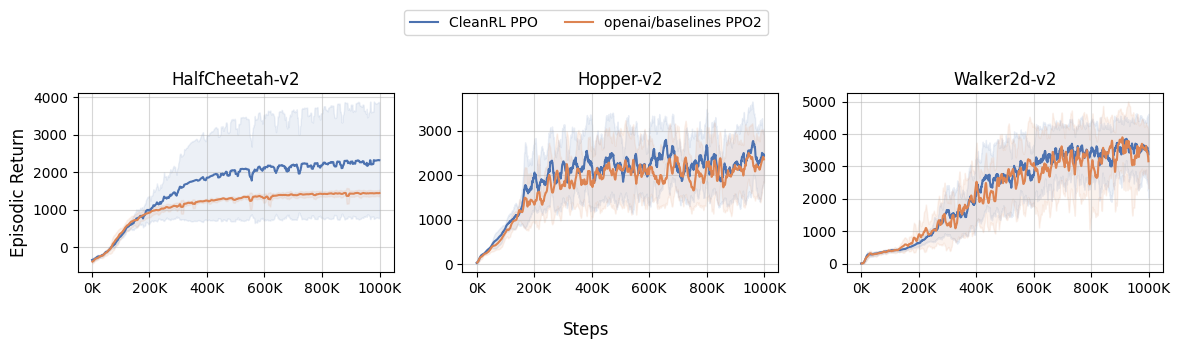 CleanRL PPO openai/baselines PPO2
HalfCheetah-v2 Hopper-v2 Walker2d-v2
Episodic Return
4000
3000
2000
1000
0
0K 200K 400K 600K 800K 1000K
3000
2000
1000
0
0K 200K 400K 600K 800K 1000K
5000
4000
3000
2000
1000
0
0K 200K 400K 600K 800K 1000K
Steps